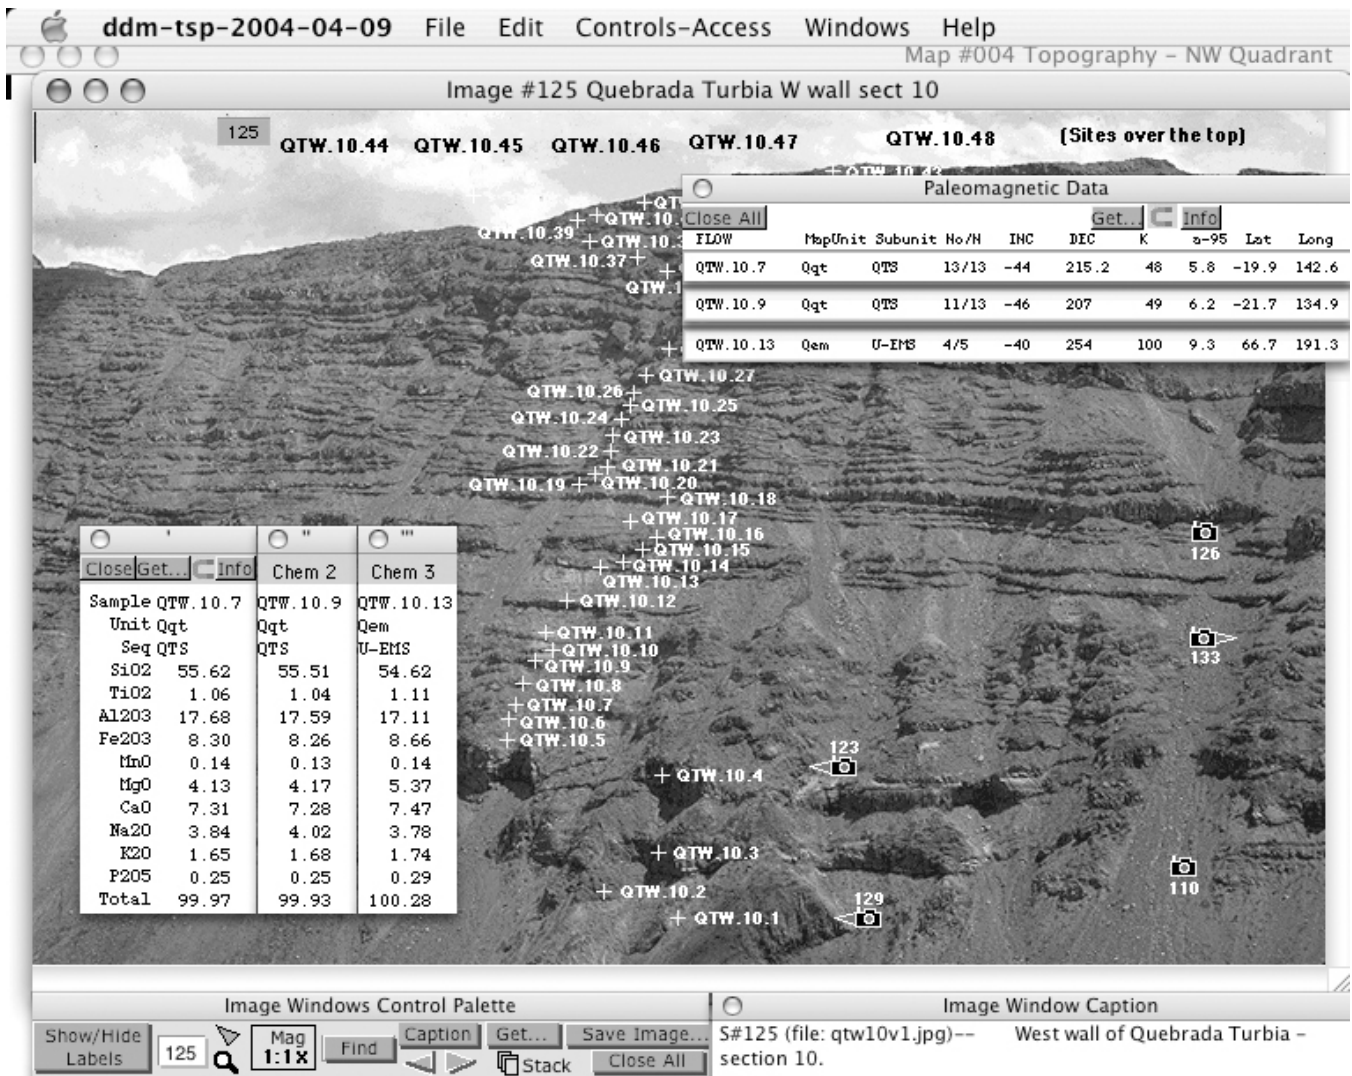 ddm-tsp-2004-04-09 File Edit Controls-Access Windows Help
Map #004 Topography - NW Quadrant
Image #125 Quebrada Turbia W wall sect 10
125 QTW.10.44 QTW.10.45 QTW.10.46 QTW.10.47 QTW.10.48 (Sites over the top)
Paleomagnetic Data
Close All Get... Info
FLOW MapUnit Subunit No/N INC DEC K a-95 Lat Long
QTW.10.7 Qqt QTS 13/13 -44 215.2 48 5.8 -19.9 142.6
QTW.10.9 Qqt QTS 11/13 -46 207 49 6.2 -21.7 134.9
QTW.10.13 Qem U-EMS 4/5 -40 254 100 9.3 66.7 191.3
QTW.10.39
QTW.10.37
QTW.10.27
QTW.10.26
QTW.10.25
QTW.10.24
QTW.10.23
QTW.10.22
QTW.10.21
QTW.10.20
QTW.10.19
QTW.10.18
QTW.10.17
QTW.10.16
QTW.10.15
QTW.10.14
QTW.10.13
QTW.10.12
QTW.10.11
QTW.10.10
QTW.10.9
QTW.10.8
QTW.10.7
QTW.10.6
QTW.10.5
QTW.10.4
QTW.10.3
QTW.10.2
QTW.10.1
126
133
123
110
129
' '' '''
Close Get... Info Chem 2 Chem 3
Sample QTW.10.7 QTW.10.9 QTW.10.13
Unit Qqt Qqt Qem
Seq QTS QTS U-EMS
SiO2 55.62 55.51 54.62
TiO2 1.06 1.04 1.11
Al2O3 17.68 17.59 17.11
Fe2O3 8.30 8.26 8.66
MnO 0.14 0.13 0.14
MgO 4.13 4.17 5.37
CaO 7.31 7.28 7.47
Na2O 3.84 4.02 3.78
K2O 1.65 1.68 1.74
P2O5 0.25 0.25 0.29
Total 99.97 99.93 100.28
Image Windows Control Palette
Show/Hide Labels 125 Mag 1:1X Find Caption Get... Save Image...
Stack Close All
Image Window Caption
S#125 (file: qtw10v1.jpg)-- West wall of Quebrada Turbia -
section 10.